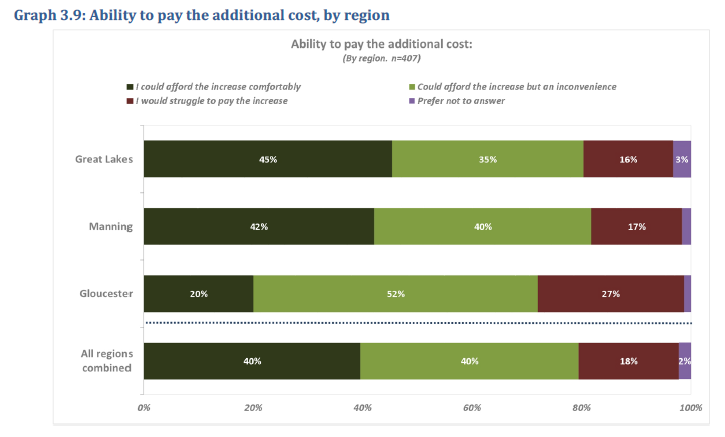 Graph 3.9: Ability to pay the additional cost, by region
Ability to pay the additional cost:
(By region. n=407)
I could afford the increase comfortably
Could afford the increase but an inconvenience
I would struggle to pay the increase
Prefer not to answer
Great Lakes
45%
35%
16%
3%
Manning
42%
40%
17%
Gloucester
20%
52%
27%
All regions
combined
40%
40%
18%
2%
0%
20%
40%
60%
80%
100%